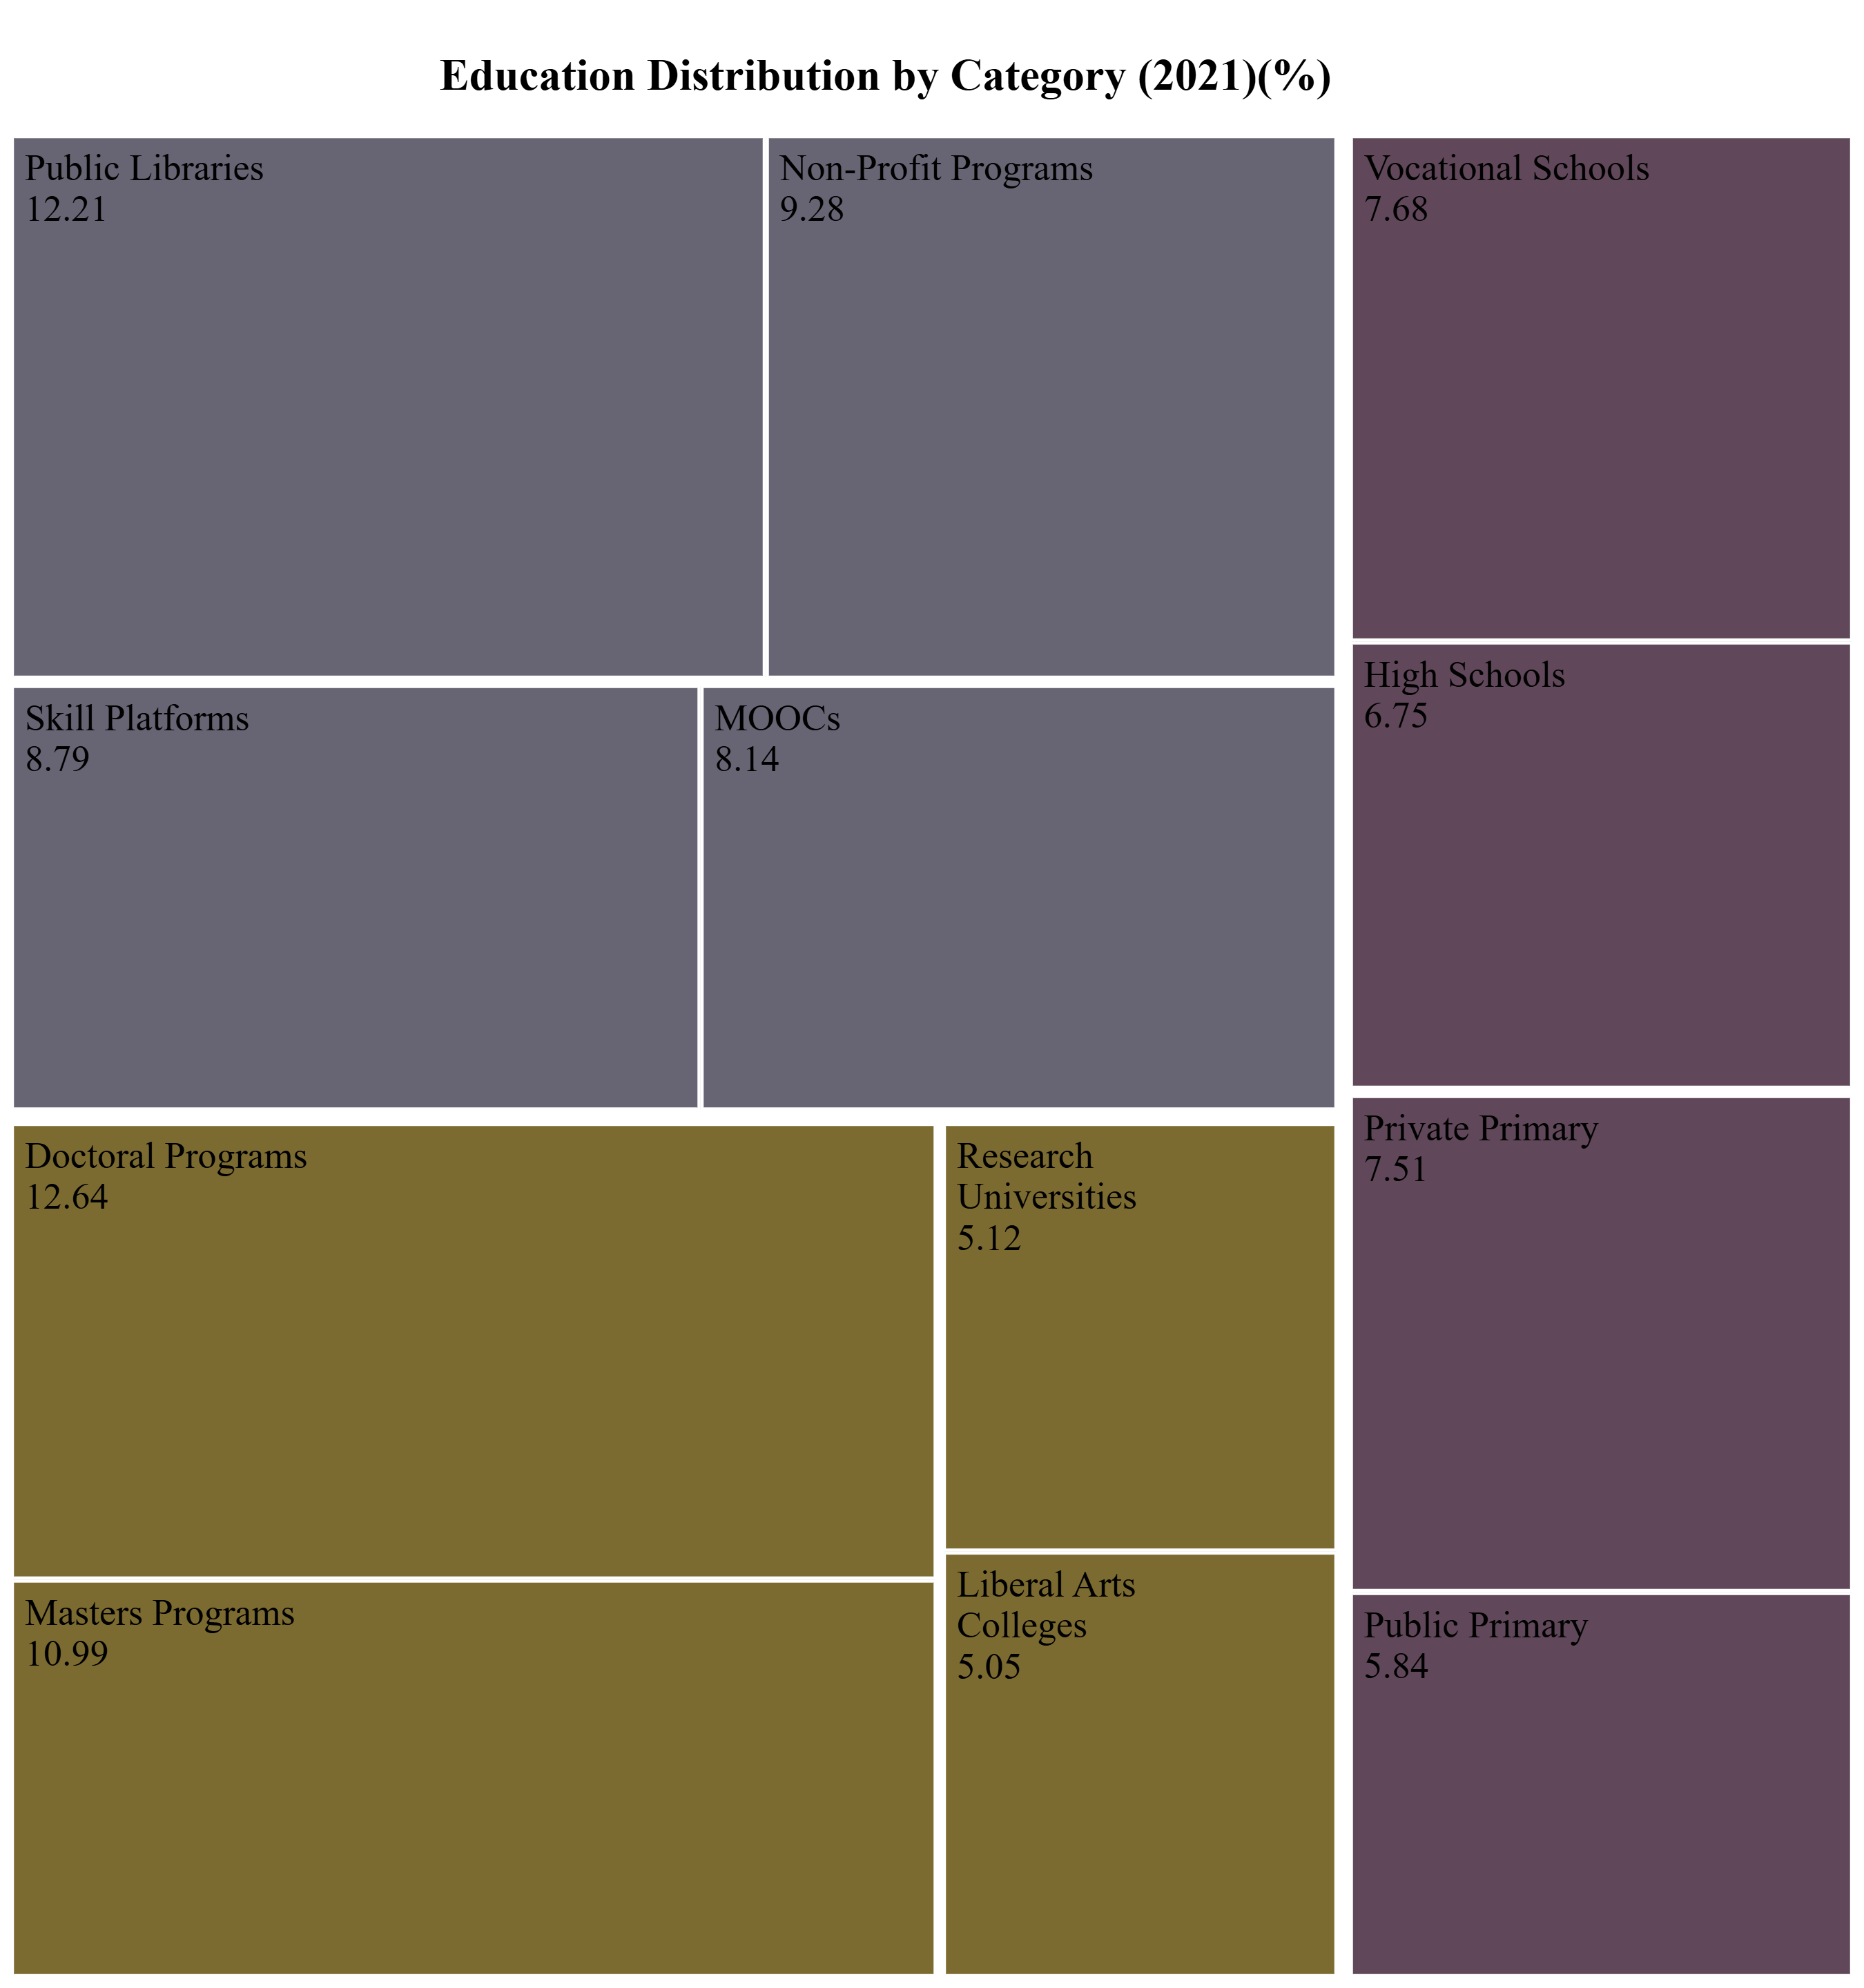 Education Distribution by Category (2021)(%)
Public Libraries
12.21
Non-Profit Programs
9.28
Vocational Schools
7.68
High Schools
6.75
Skill Platforms
8.79
MOOCs
8.14
Private Primary
7.51
Doctoral Programs
12.64
Research
Universities
5.12
Masters Programs
10.99
Liberal Arts
Colleges
5.05
Public Primary
5.84